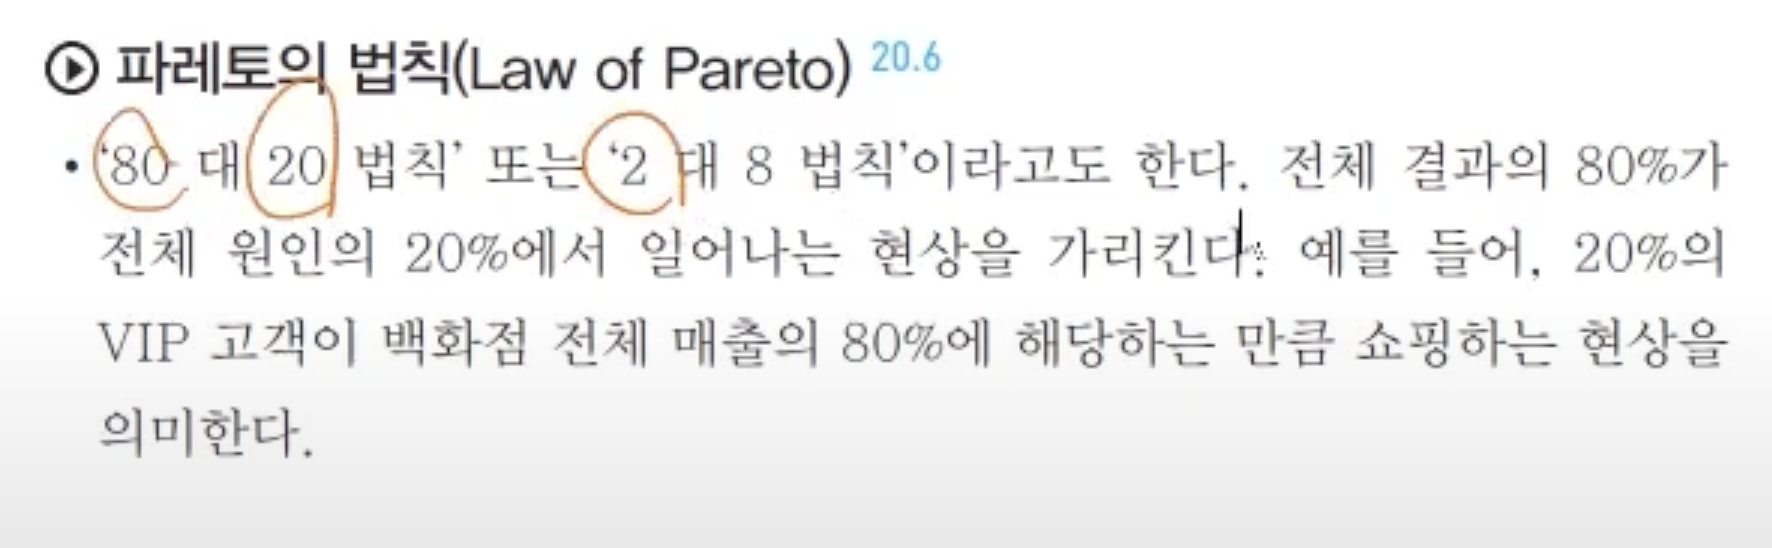 파레토의 법칙(Law of Pareto) 20.6
• ‘80 대 20 법칙’ 또는 ‘2 대 8 법칙’이라고도 한다. 전체 결과의 80%가
전체 원인의 20%에서 일어나는 현상을 가리킨다. 예를 들어, 20%의
VIP 고객이 백화점 전체 매출의 80%에 해당하는 만큼 쇼핑하는 현상을
의미한다.